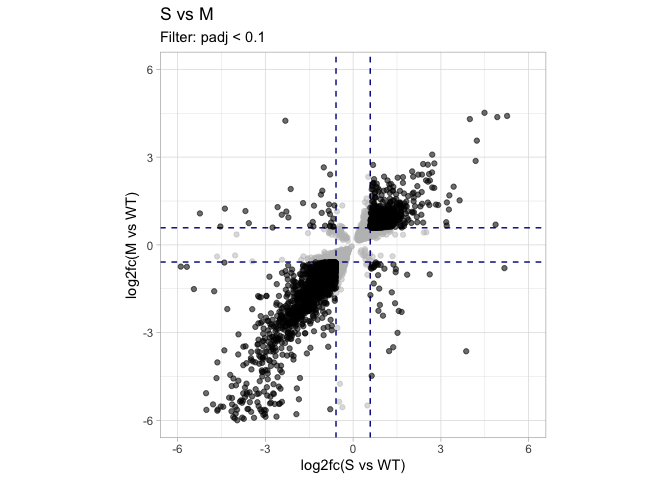 S vs M
Filter: padj < 0.1
6
3
0
-3
-6
log2fc(M vs WT)
-6 -3 0 3 6
log2fc(S vs WT)